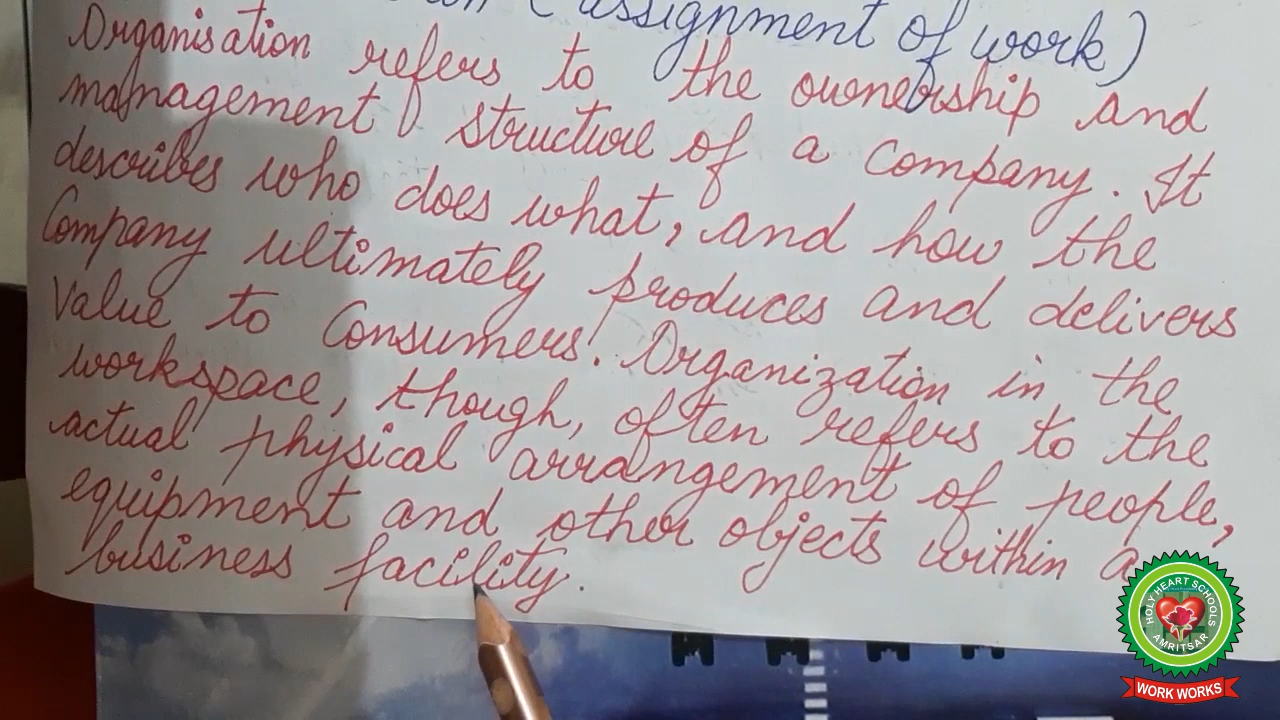 (assignment of work)
Organisation refers to the ownership and
management structure of a company. It
describes who does what, and how the
Company ultimately produces and delivers
Value to Consumers. Organization in the
workspace, though, often refers to the
actual physical arrangement of people,
equipment and other objects within a
business facility.
HOLY HEART SCHOOLS
AMRITSAR
WORK WORKS